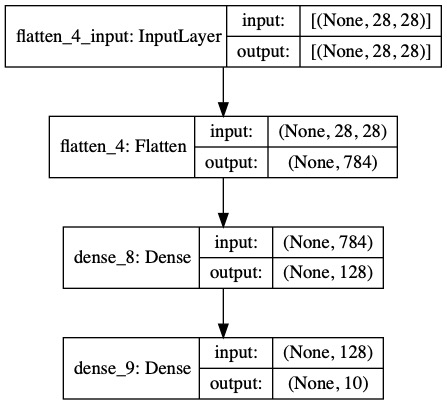 flatten_4_input: InputLayer input: [(None, 28, 28)]
output: [(None, 28, 28)]
flatten_4: Flatten input: (None, 28, 28)
output: (None, 784)
dense_8: Dense input: (None, 784)
output: (None, 128)
dense_9: Dense input: (None, 128)
output: (None, 10)